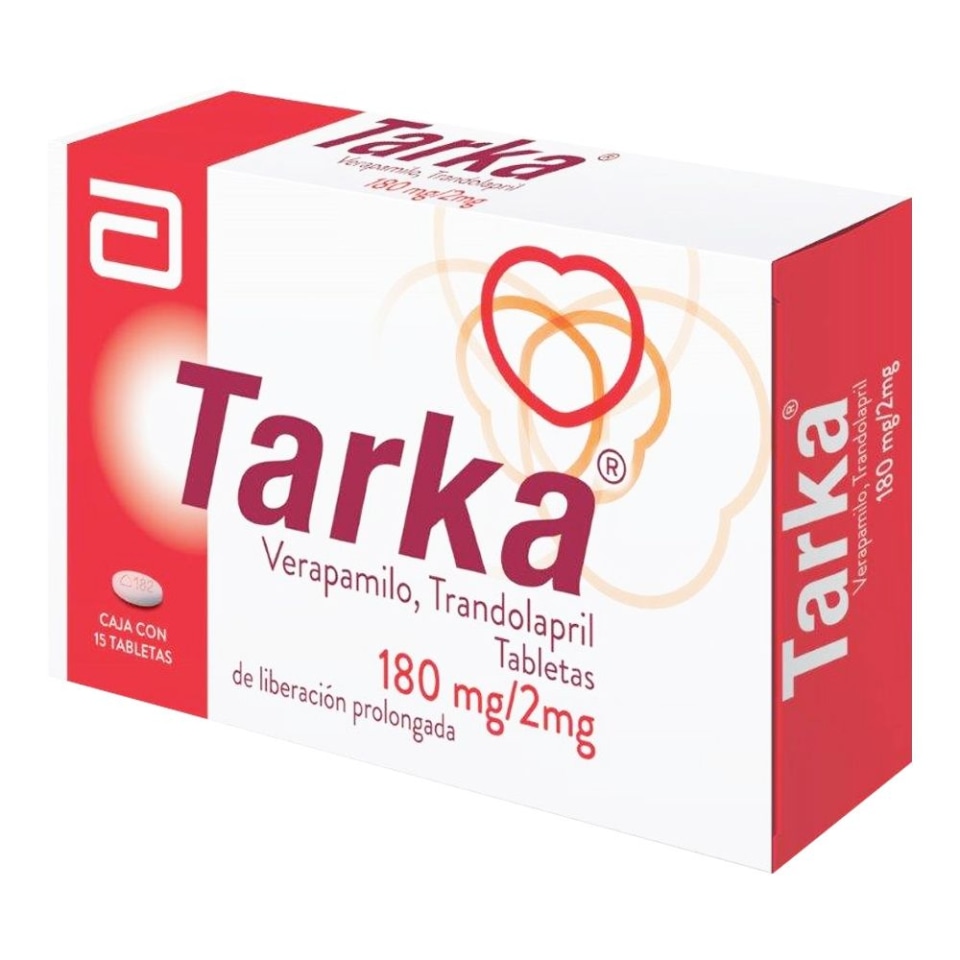 Tarka®
Verapamilo, Trandolapril
180 mg/2mg
Tarka®
Verapamilo, Trandolapril
Tabletas
180 mg/2mg
de liberación prolongada
182
CAJA CON
15 TABLETAS
Tarka®
Verapamilo, Trandolapril
180 mg/2mg